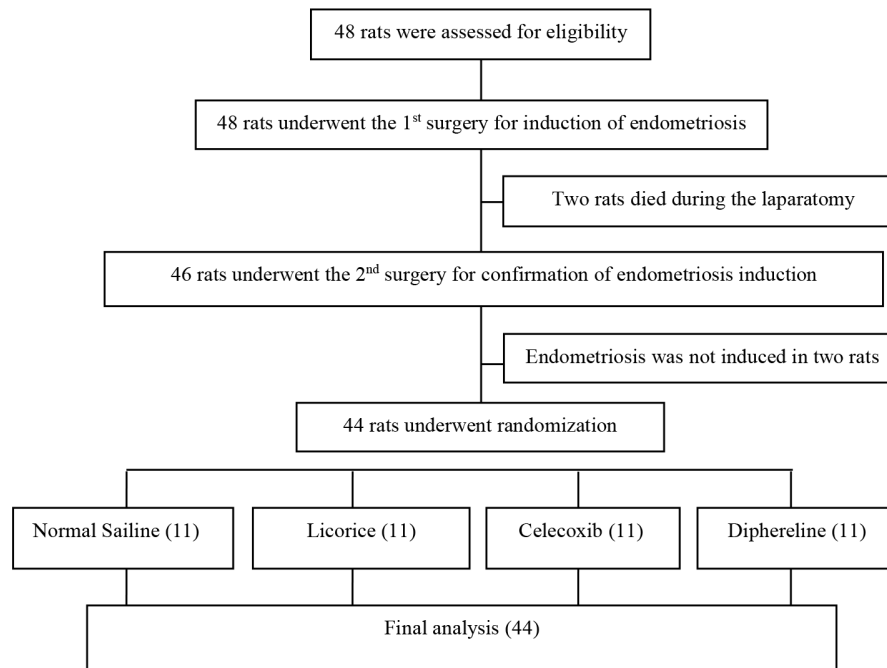 48 rats were assessed for eligibility
48 rats underwent the 1st surgery for induction of endometriosis
Two rats died during the laparatomy
46 rats underwent the 2nd surgery for confirmation of endometriosis induction
Endometriosis was not induced in two rats
44 rats underwent randomization
Normal Sailine (11)
Licorice (11)
Celecoxib (11)
Diphereline (11)
Final analysis (44)